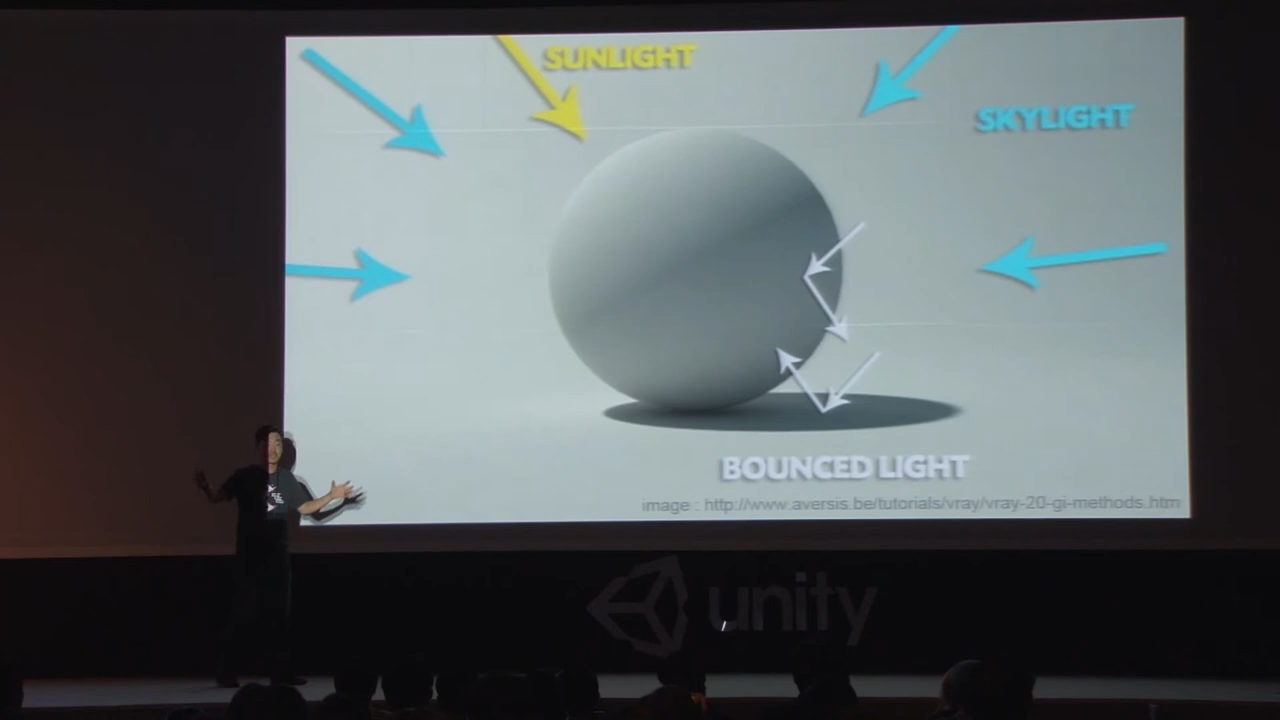 SUNLIGHT
SKYLIGHT
BOUNCED LIGHT
image : http://www.aversis.be/tutorials/vray/vray-20-gi-methods.htm
unity